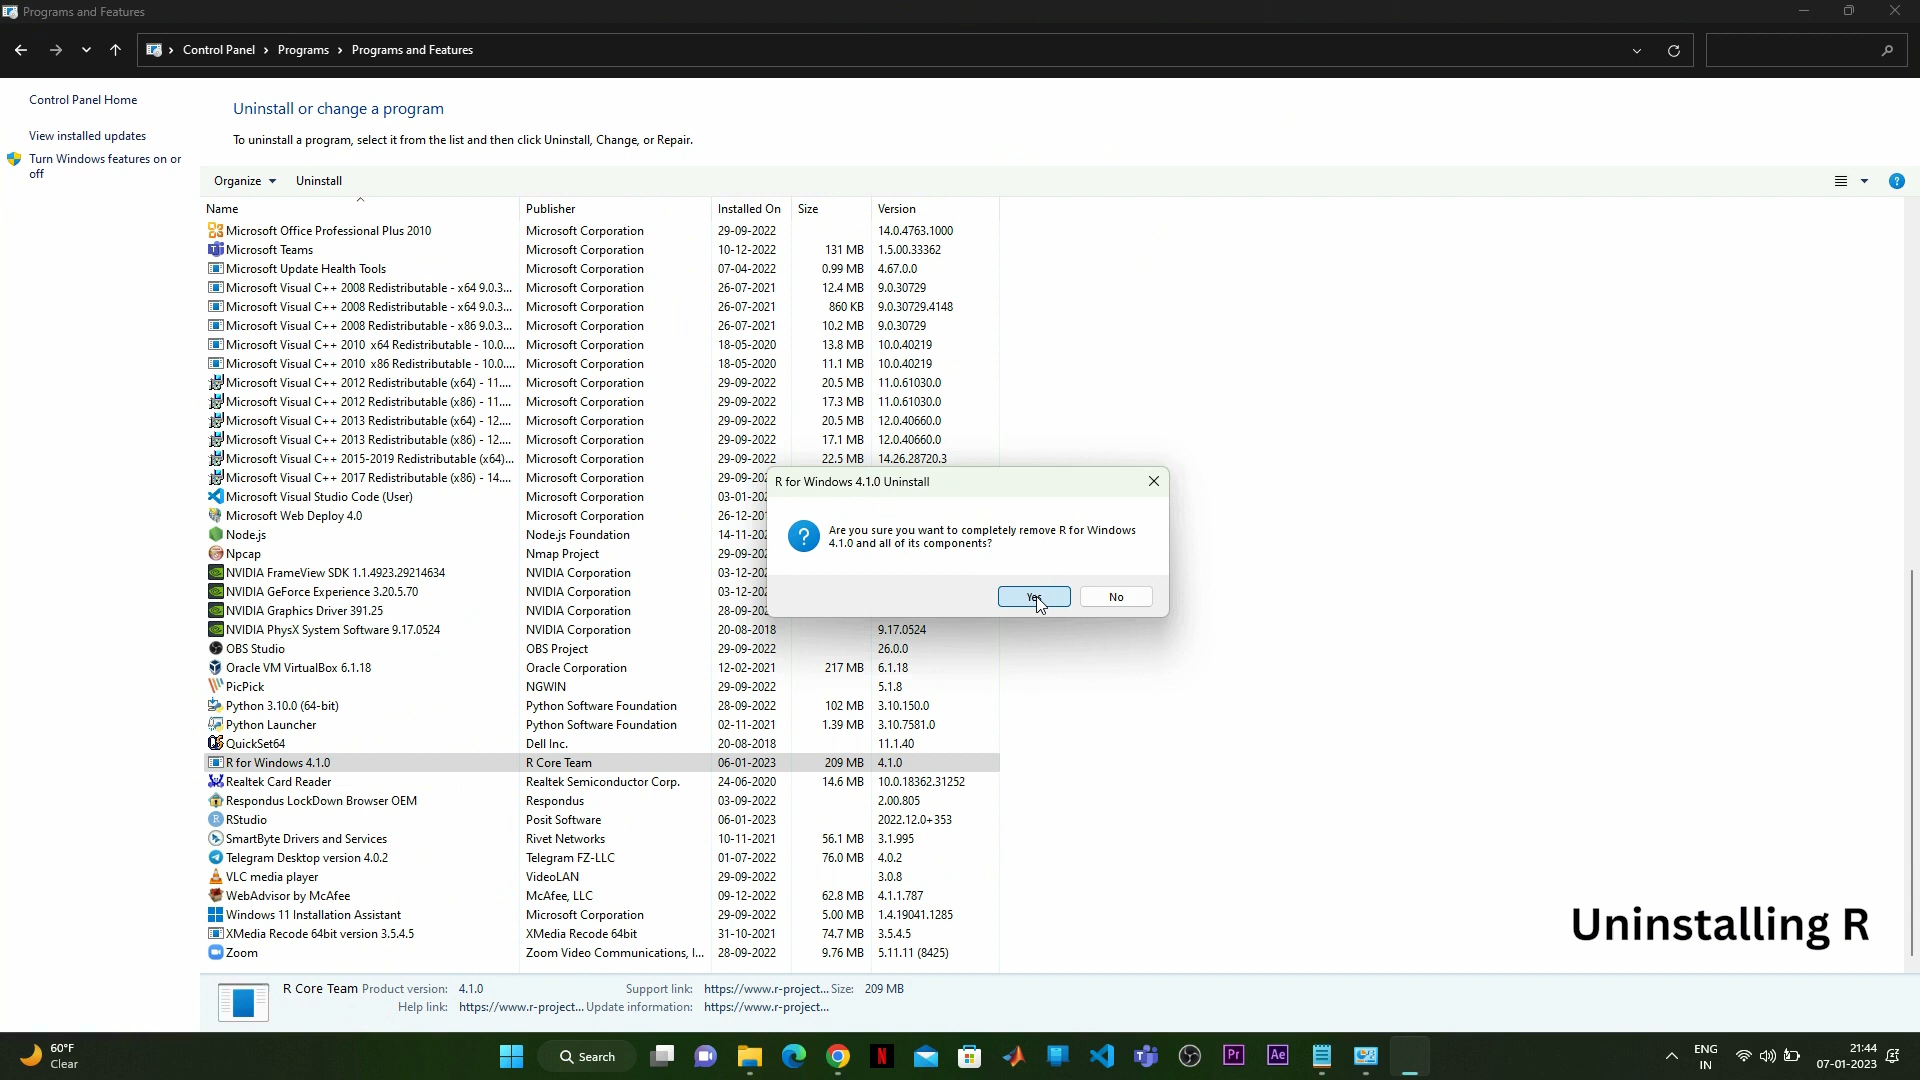 Programs and Features
Control Panel > Programs > Programs and Features
Control Panel Home
View installed updates
Turn Windows features on or
off
Uninstall or change a program
To uninstall a program, select it from the list and then click Uninstall, Change, or Repair.
Organize Uninstall
Name Publisher Installed On Size Version
Microsoft Office Professional Plus 2010 Microsoft Corporation 29-09-2022 14.0.4763.1000
Microsoft Teams Microsoft Corporation 10-12-2022 131 MB 1.5.00.33362
Microsoft Update Health Tools Microsoft Corporation 07-04-2022 0.99 MB 4.67.0.0
Microsoft Visual C++ 2008 Redistributable - x64 9.0.3... Microsoft Corporation 26-07-2021 12.4 MB 9.0.30729
Microsoft Visual C++ 2008 Redistributable - x64 9.0.3... Microsoft Corporation 26-07-2021 860 KB 9.0.30729.4148
Microsoft Visual C++ 2008 Redistributable - x86 9.0.3... Microsoft Corporation 26-07-2021 10.2 MB 9.0.30729
Microsoft Visual C++ 2010 x64 Redistributable - 10.0.... Microsoft Corporation 18-05-2020 13.8 MB 10.0.40219
Microsoft Visual C++ 2010 x86 Redistributable - 10.0.... Microsoft Corporation 18-05-2020 11.1 MB 10.0.40219
Microsoft Visual C++ 2012 Redistributable (x64) - 11.... Microsoft Corporation 29-09-2022 20.5 MB 11.0.61030.0
Microsoft Visual C++ 2012 Redistributable (x86) - 11.... Microsoft Corporation 29-09-2022 17.3 MB 11.0.61030.0
Microsoft Visual C++ 2013 Redistributable (x64) - 12.... Microsoft Corporation 29-09-2022 20.5 MB 12.0.40660.0
Microsoft Visual C++ 2013 Redistributable (x86) - 12.... Microsoft Corporation 29-09-2022 17.1 MB 12.0.40660.0
Microsoft Visual C++ 2015-2019 Redistributable (x64)... Microsoft Corporation 29-09-2022 22.5 MB 14.26.28720.3
Microsoft Visual C++ 2017 Redistributable (x86) - 14.... Microsoft Corporation 29-09-202
Microsoft Visual Studio Code (User) Microsoft Corporation 03-01-202
Microsoft Web Deploy 4.0 Microsoft Corporation 26-12-201
Node.js Node.js Foundation 14-11-202
Npcap Nmap Project 29-09-202
NVIDIA FrameView SDK 1.1.4923.29214634 NVIDIA Corporation 03-12-202
NVIDIA GeForce Experience 3.20.5.70 NVIDIA Corporation 03-12-202
NVIDIA Graphics Driver 391.25 NVIDIA Corporation 28-09-202
NVIDIA PhysX System Software 9.17.0524 NVIDIA Corporation 20-08-2018 9.17.0524
OBS Studio OBS Project 29-09-2022 26.0.0
Oracle VM VirtualBox 6.1.18 Oracle Corporation 12-02-2021 217 MB 6.1.18
PicPick NGWIN 29-09-2022 5.1.8
Python 3.10.0 (64-bit) Python Software Foundation 28-09-2022 102 MB 3.10.150.0
Python Launcher Python Software Foundation 02-11-2021 1.39 MB 3.10.7581.0
QuickSet64 Dell Inc. 20-08-2018 11.1.40
R for Windows 4.1.0 R Core Team 06-01-2023 209 MB 4.1.0
Realtek Card Reader Realtek Semiconductor Corp. 24-06-2020 14.6 MB 10.0.18362.31252
Respondus LockDown Browser OEM Respondus 03-09-2022 2.00.805
RStudio Posit Software 06-01-2023 2022.12.0+353
SmartByte Drivers and Services Rivet Networks 10-11-2021 56.1 MB 3.1.995
Telegram Desktop version 4.0.2 Telegram FZ-LLC 01-07-2022 76.0 MB 4.0.2
VLC media player VideoLAN 29-09-2022 3.0.8
WebAdvisor by McAfee McAfee, LLC 09-12-2022 62.8 MB 4.1.1.787
Windows 11 Installation Assistant Microsoft Corporation 29-09-2022 5.00 MB 1.4.19041.1285
XMedia Recode 64bit version 3.5.4.5 XMedia Recode 64bit 31-10-2021 74.7 MB 3.5.4.5
Zoom Zoom Video Communications, I... 28-09-2022 9.76 MB 5.11.11 (8425)
R for Windows 4.1.0 Uninstall
Are you sure you want to completely remove R for Windows
4.1.0 and all of its components?
Yes No
Uninstalling R
R Core Team Product version: 4.1.0 Support link: https://www.r-project... Size: 209 MB
Help link: https://www.r-project... Update information: https://www.r-project...
60°F
Clear
Search
N
Pr
Ae
ENG
IN
21:44
07-01-2023